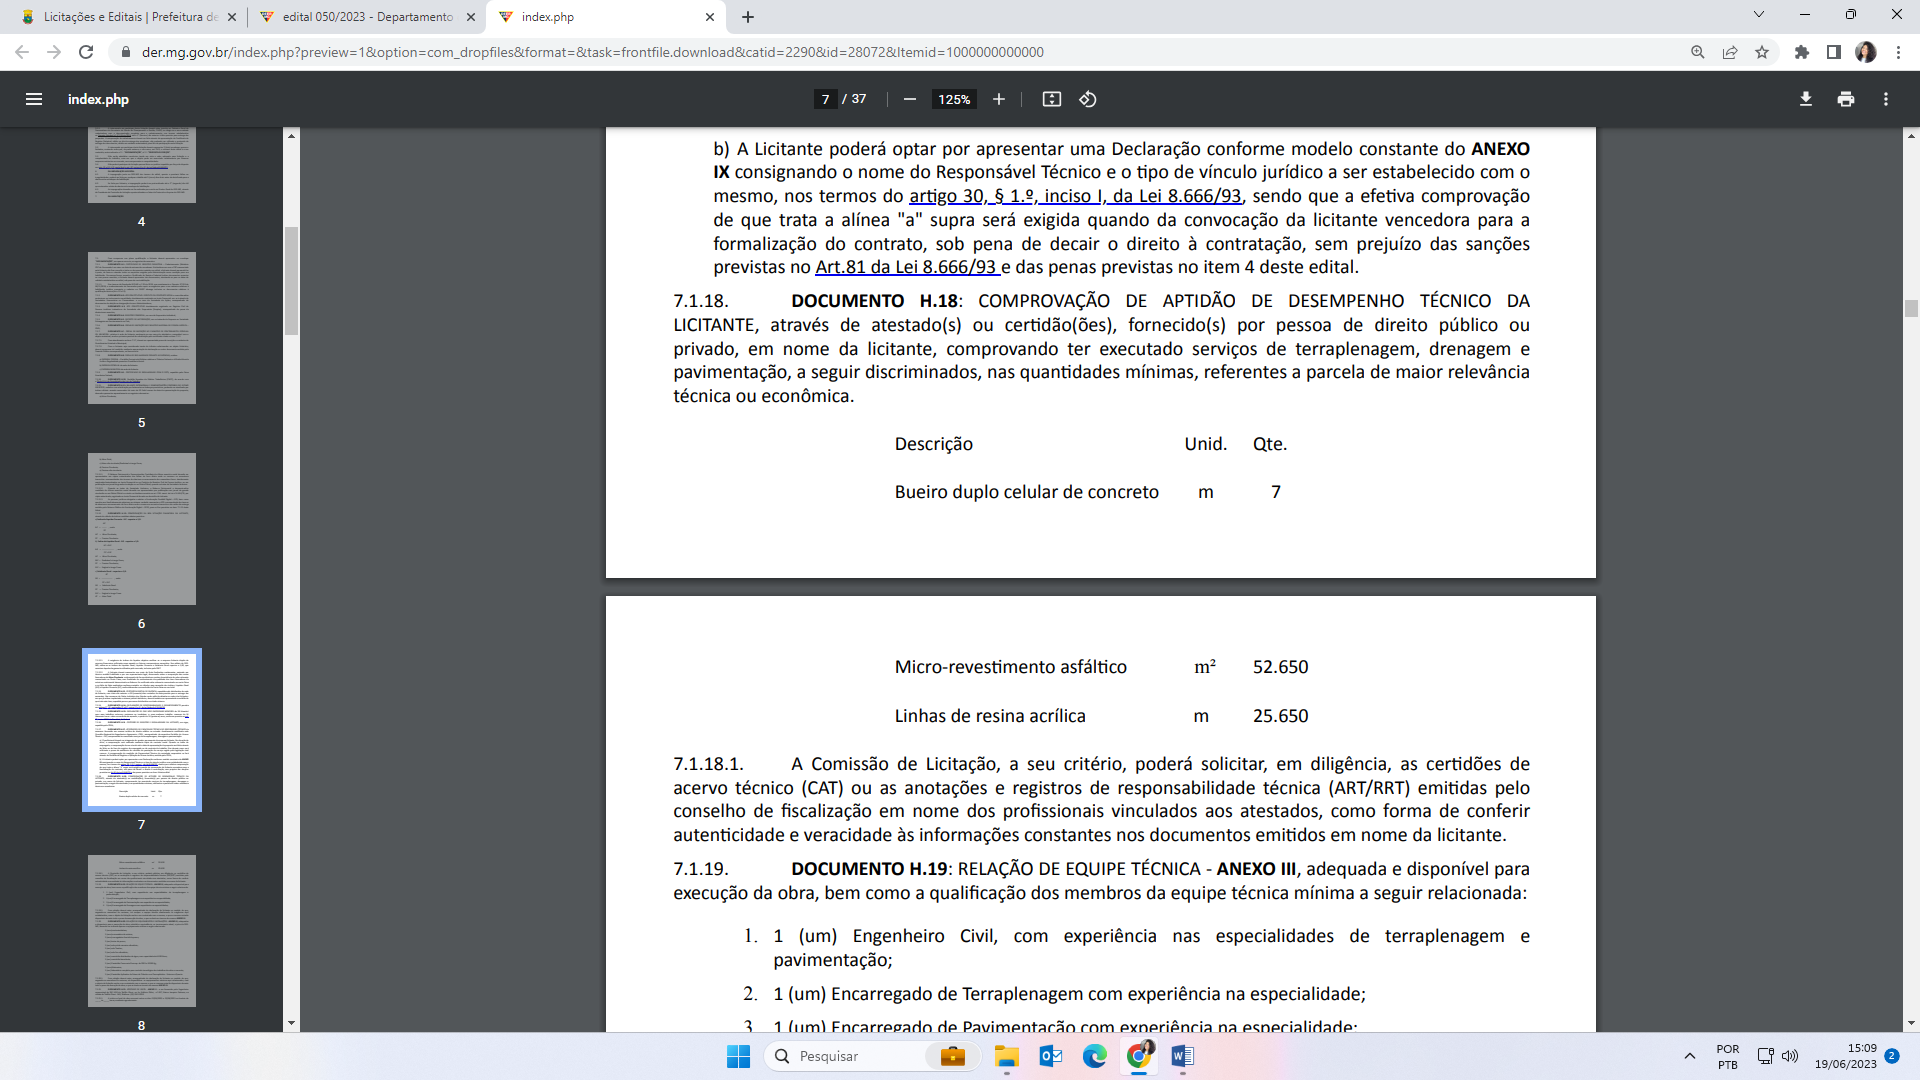 Licitações e Editais | Prefeitura de
edital 050/2023 - Departamento
index.php
der.mg.gov.br/index.php?preview=1&option=com_dropfiles&format=&task=frontfile.download&catid=2290&id=28072&Itemid=1000000000000
index.php
7 / 37
125%
b) A Licitante poderá optar por apresentar uma Declaração conforme modelo constante do ANEXO
IX consignando o nome do Responsável Técnico e o tipo de vínculo jurídico a ser estabelecido com o
mesmo, nos termos do artigo 30, § 1.º, inciso I, da Lei 8.666/93, sendo que a efetiva comprovação
de que trata a alínea "a" supra será exigida quando da convocação da licitante vencedora para a
formalização do contrato, sob pena de decair o direito à contratação, sem prejuízo das sanções
previstas no Art.81 da Lei 8.666/93 e das penas previstas no item 4 deste edital.
7.1.18. DOCUMENTO H.18: COMPROVAÇÃO DE APTIDÃO DE DESEMPENHO TÉCNICO DA
LICITANTE, através de atestado(s) ou certidão(ões), fornecido(s) por pessoa de direito público ou
privado, em nome da licitante, comprovando ter executado serviços de terraplenagem, drenagem e
pavimentação, a seguir discriminados, nas quantidades mínimas, referentes a parcela de maior relevância
técnica ou econômica.
Descrição Unid. Qte.
Bueiro duplo celular de concreto m 7
Micro-revestimento asfáltico m² 52.650
Linhas de resina acrílica m 25.650
7.1.18.1. A Comissão de Licitação, a seu critério, poderá solicitar, em diligência, as certidões de
acervo técnico (CAT) ou as anotações e registros de responsabilidade técnica (ART/RRT) emitidas pelo
conselho de fiscalização em nome dos profissionais vinculados aos atestados, como forma de conferir
autenticidade e veracidade às informações constantes nos documentos emitidos em nome da licitante.
7.1.19. DOCUMENTO H.19: RELAÇÃO DE EQUIPE TÉCNICA - ANEXO III, adequada e disponível para
execução da obra, bem como a qualificação dos membros da equipe técnica mínima a seguir relacionada:
1. 1 (um) Engenheiro Civil, com experiência nas especialidades de terraplenagem e
pavimentação;
2. 1 (um) Encarregado de Terraplenagem com experiência na especialidade;
3. 1 (um) Encarregado de Pavimentação com experiência na especialidade;
4
5
6
7
8
Pesquisar
POR
PTB
15:09
19/06/2023
2